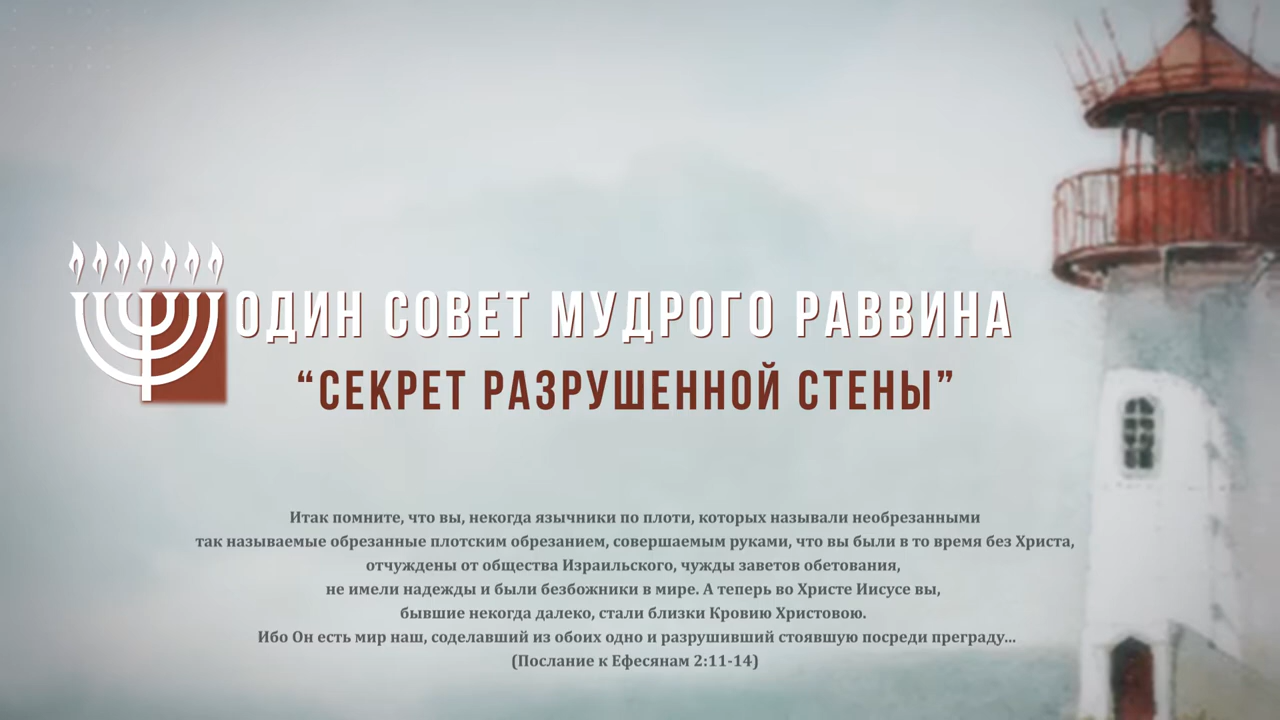 ОДИН СОВЕТ МУДРОГО РАВВИНА
“СЕКРЕТ РАЗРУШЕННОЙ СТЕНЫ”
Итак помните, что вы, некогда язычники по плоти, которых называли необрезанными
так называемые обрезанные плотским обрезанием, совершаемым руками, что вы были в то время без Христа,
отчуждены от общества Израильского, чужды заветов обетования,
не имели надежды и были безбожники в мире. А теперь во Христе Иисусе вы,
бывшие некогда далеко, стали близки Кровию Христовою.
Ибо Он есть мир наш, соделавший из обоих одно и разрушивший стоявшую посреди преграду...
(Послание к Ефесянам 2:11-14)